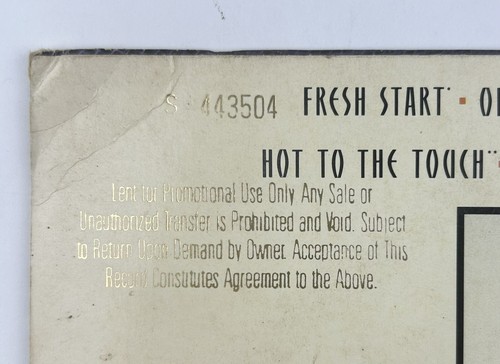 S 443504
FRESH START* ·
HOT TO THE TOUCH**
Lent for Promotional Use Only Any Sale or
Unauthorized Transfer is Prohibited and Void. Subject
to Return Upon Demand by Owner. Acceptance of This
Record Constitutes Agreement to the Above.